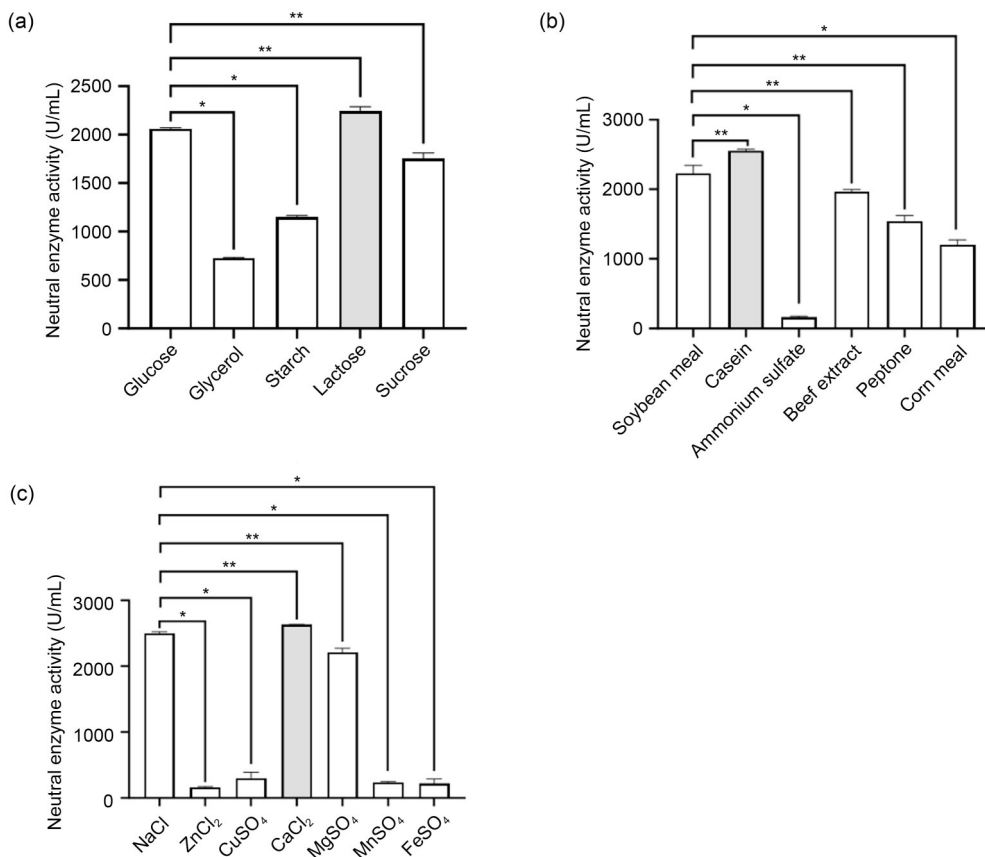 (a)
**
**
*
*
Neutral enzyme activity (U/mL)
2500
2000
1500
1000
500
0
Glucose
Glycerol
Starch
Lactose
Sucrose
(b)
*
**
**
*
**
Neutral enzyme activity (U/mL)
3000
2000
1000
0
Soybean meal
Casein
Ammonium sulfate
Beef extract
Peptone
Corn meal
(c)
*
*
**
**
*
*
Neutral enzyme activity (U/mL)
3000
2000
1000
0
NaCl
ZnCl₂
CuSO₄
CaCl₂
MgSO₄
MnSO₄
FeSO₄